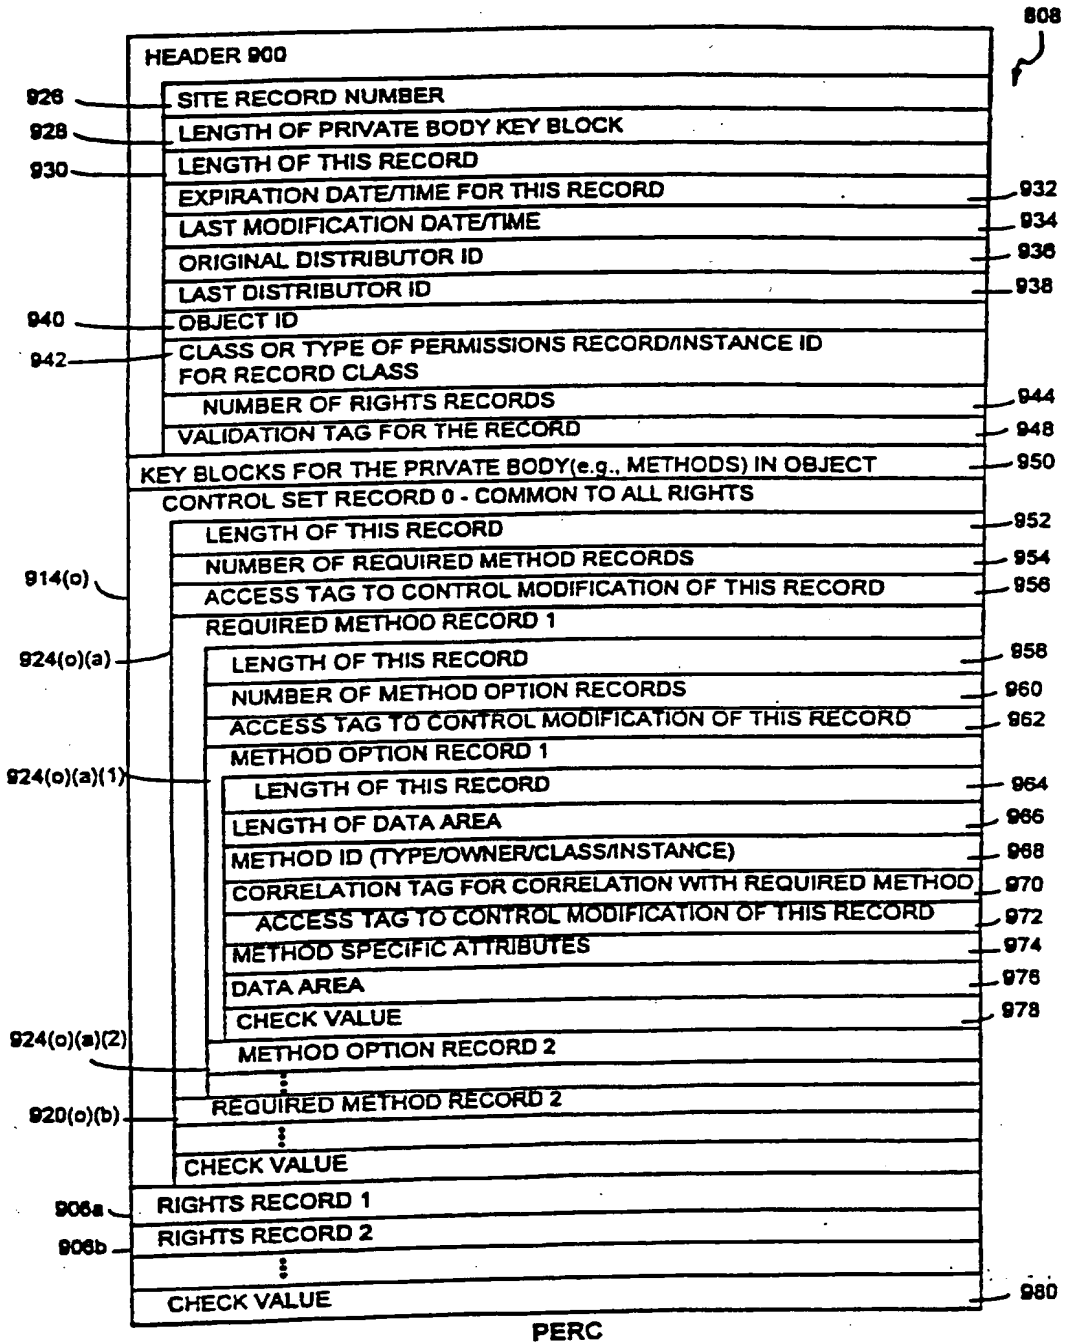 808
HEADER 900
926 SITE RECORD NUMBER
928 LENGTH OF PRIVATE BODY KEY BLOCK
930 LENGTH OF THIS RECORD
EXPIRATION DATE/TIME FOR THIS RECORD 932
LAST MODIFICATION DATE/TIME 934
ORIGINAL DISTRIBUTOR ID 936
LAST DISTRIBUTOR ID 938
940 OBJECT ID
942 CLASS OR TYPE OF PERMISSIONS RECORD/INSTANCE ID
FOR RECORD CLASS
NUMBER OF RIGHTS RECORDS 944
VALIDATION TAG FOR THE RECORD 948
KEY BLOCKS FOR THE PRIVATE BODY(e.g., METHODS) IN OBJECT 950
CONTROL SET RECORD 0 - COMMON TO ALL RIGHTS
LENGTH OF THIS RECORD 952
NUMBER OF REQUIRED METHOD RECORDS 954
914(o) ACCESS TAG TO CONTROL MODIFICATION OF THIS RECORD 956
REQUIRED METHOD RECORD 1
924(o)(a) LENGTH OF THIS RECORD 958
NUMBER OF METHOD OPTION RECORDS 960
ACCESS TAG TO CONTROL MODIFICATION OF THIS RECORD 962
METHOD OPTION RECORD 1
924(o)(a)(1) LENGTH OF THIS RECORD 964
LENGTH OF DATA AREA 966
METHOD ID (TYPE/OWNER/CLASS/INSTANCE) 968
CORRELATION TAG FOR CORRELATION WITH REQUIRED METHOD 970
ACCESS TAG TO CONTROL MODIFICATION OF THIS RECORD 972
METHOD SPECIFIC ATTRIBUTES 974
DATA AREA 976
CHECK VALUE 978
924(o)(a)(2) METHOD OPTION RECORD 2
920(o)(b) REQUIRED METHOD RECORD 2
CHECK VALUE
906a RIGHTS RECORD 1
906b RIGHTS RECORD 2
CHECK VALUE 980
PERC